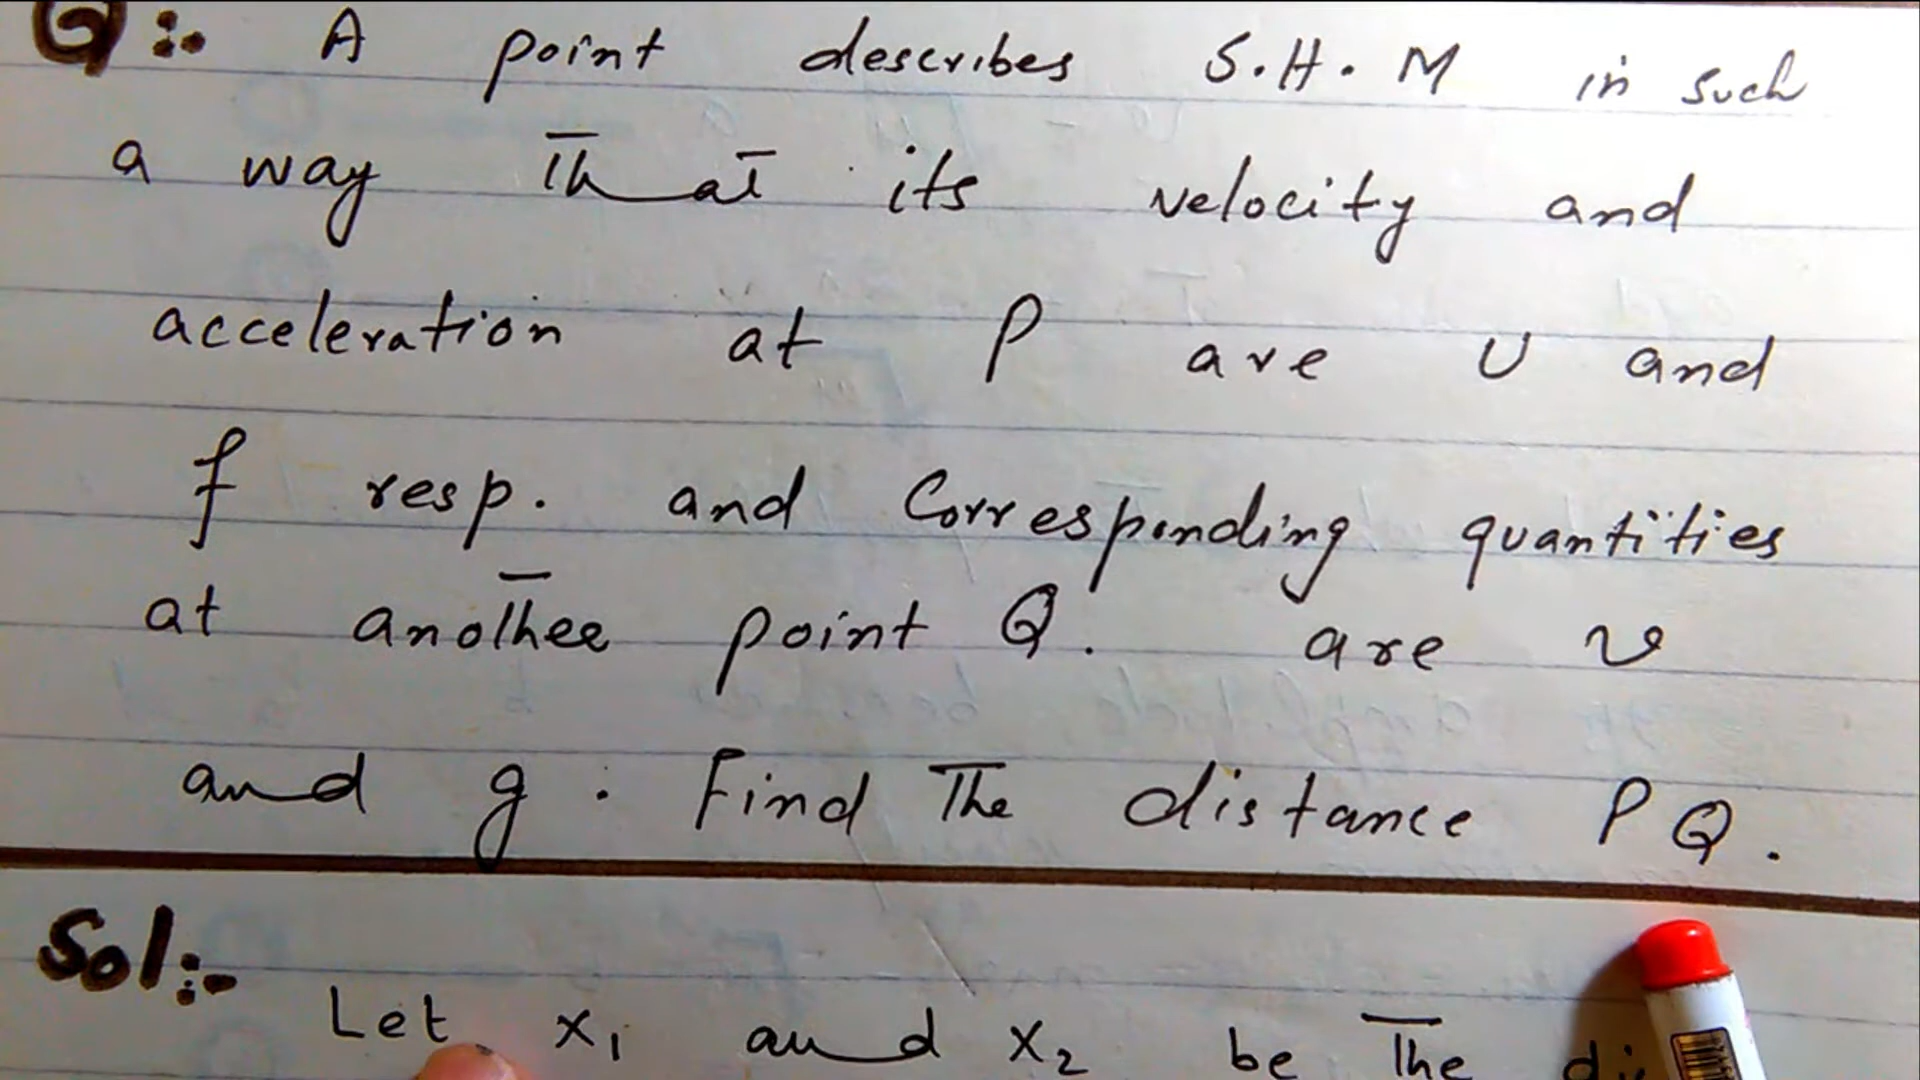 Q:- A point describes S.H.M in such
a way that its velocity and
acceleration at P are U and
f resp. and Corresponding quantities
at another point Q. are v
and g. Find The distance PQ.
Sol:-
Let x₁ and x₂ be The